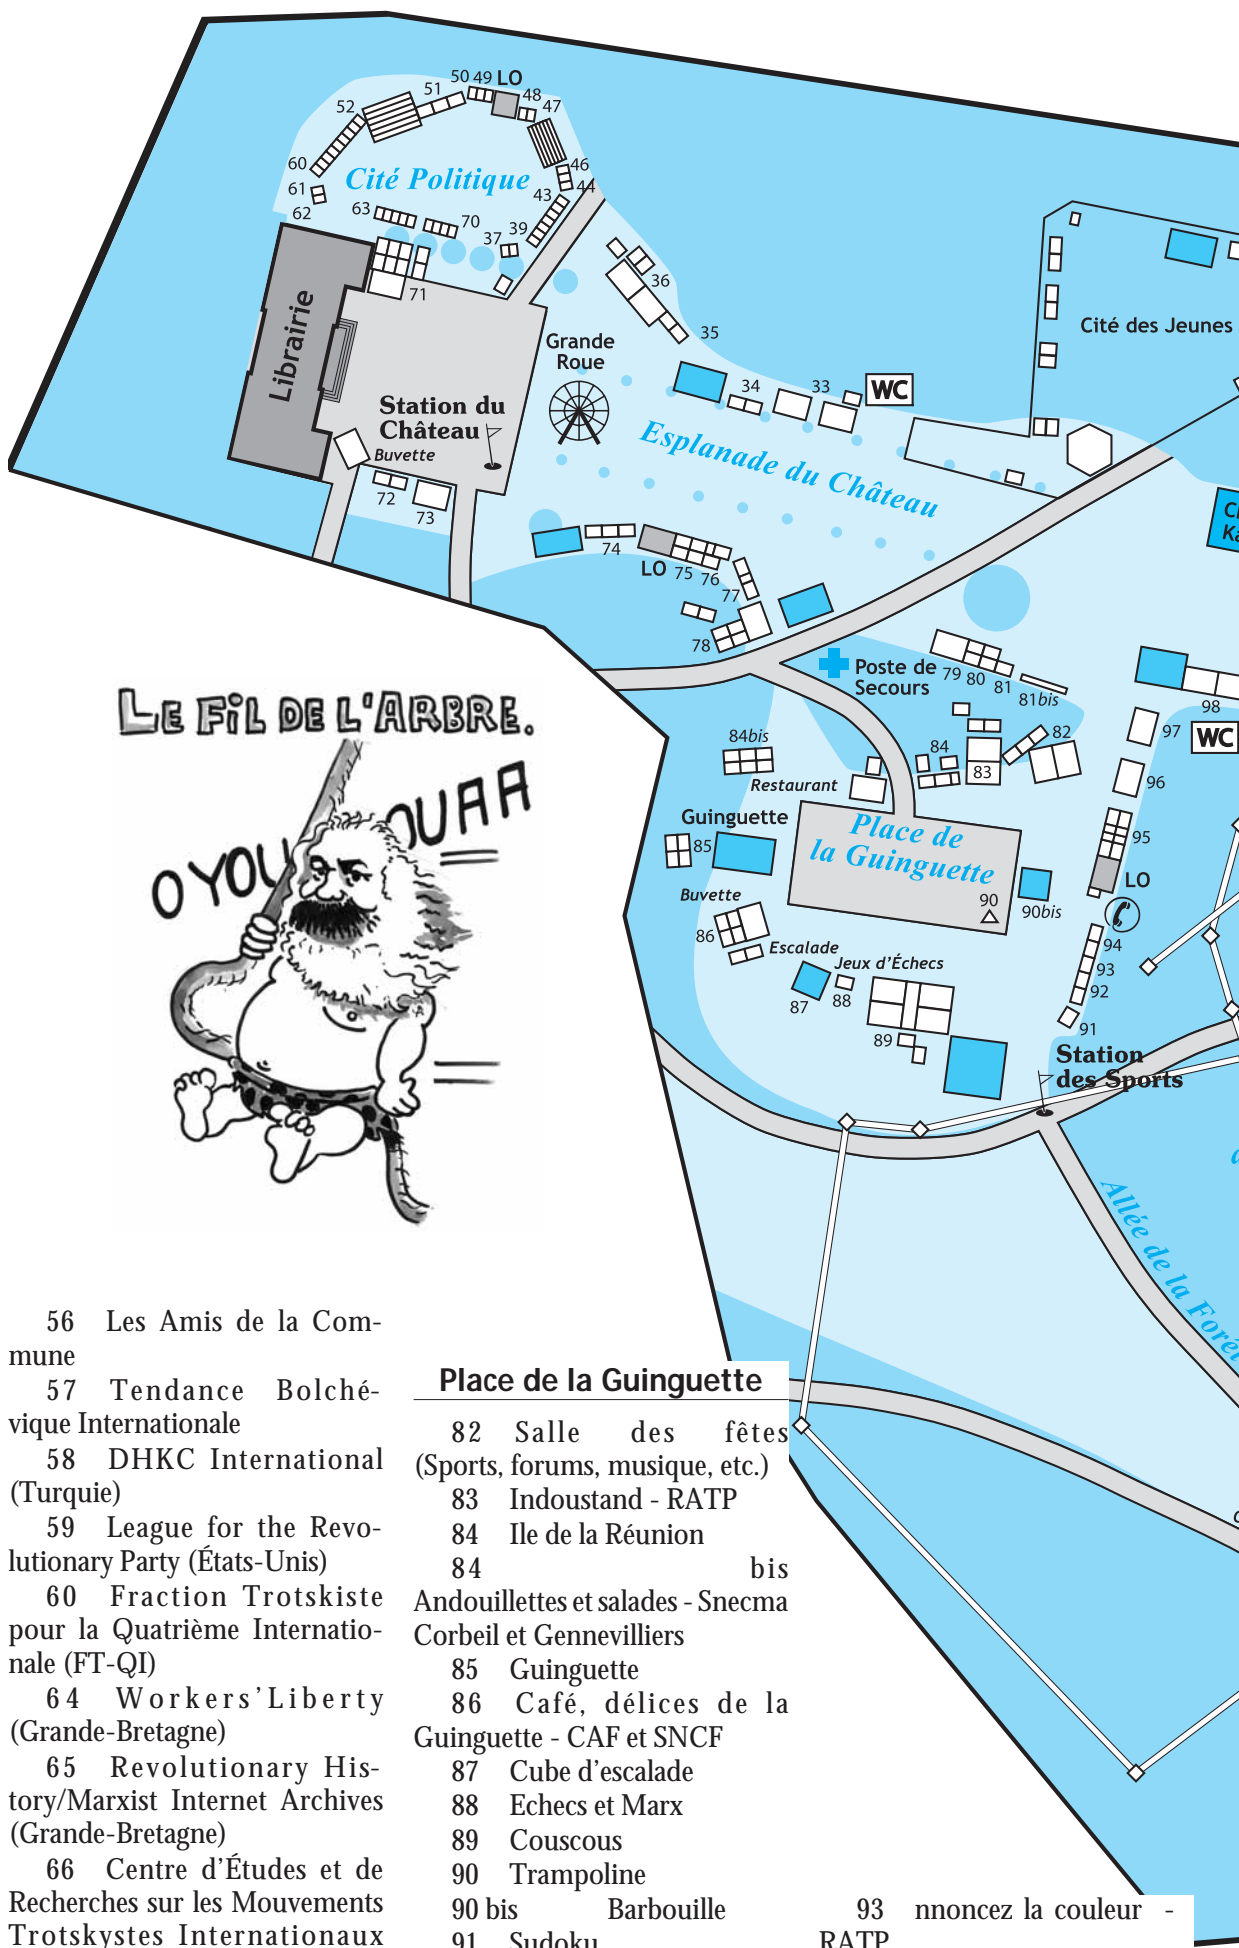 50 49 LO
51
48
52
47
60
46
Cité Politique
61
43 44
62
63
70
39
37
36
71
Librairie
35
Grande
Roue
Cité des Jeunes
34
33
WC
Station du
Château
Buvette
Esplanade du Château
72
73
74
LO 75 76
77
78
Poste de
Secours
79 80 81 81bis
98
97
WC
84bis
84
82
83
Restaurant
96
Guinguette
85
Place de
la Guinguette
95
LO
Buvette
90
90bis
86
Escalade
Jeux d'Échecs
94
93
92
87
88
91
89
Station
des Sports
Allée de la Forêt
LE FIL DE L'ARBRE.
56 Les Amis de la Com-
mune
57 Tendance Bolché-
vique Internationale
58 DHKC International
(Turquie)
59 League for the Revo-
lutionary Party (États-Unis)
60 Fraction Trotskiste
pour la Quatrième Internatio-
nale (FT-QI)
64 Workers'Liberty
(Grande-Bretagne)
65 Revolutionary His-
tory/Marxist Internet Archives
(Grande-Bretagne)
66 Centre d'Études et de
Recherches sur les Mouvements
Trotskystes Internationaux
Place de la Guinguette
82 Salle des fêtes
(Sports, forums, musique, etc.)
83 Indoustand - RATP
84 Ile de la Réunion
84 bis
Andouillettes et salades - Snecma
Corbeil et Gennevilliers
85 Guinguette
86 Café, délices de la
Guinguette - CAF et SNCF
87 Cube d'escalade
88 Echecs et Marx
89 Couscous
90 Trampoline
90 bis Barbouille
91 Sudoku
93 nnoncez la couleur -
RATP